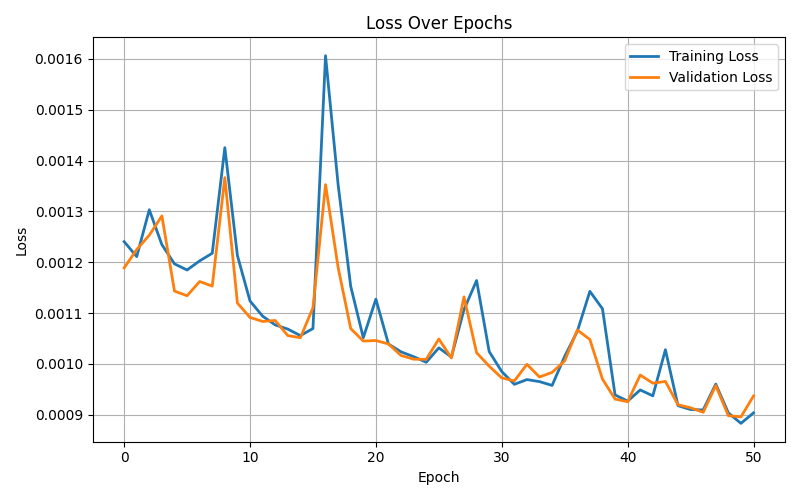 Loss Over Epochs
Training Loss
Validation Loss
0.0016
0.0015
0.0014
0.0013
0.0012
0.0011
0.0010
0.0009
Loss
0 10 20 30 40 50
Epoch